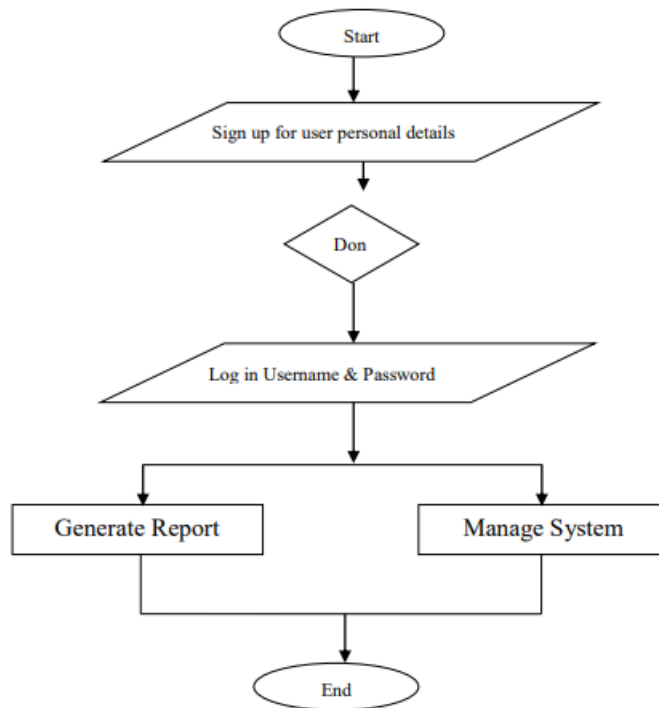 Start
Sign up for user personal details
Don
Log in Username & Password
Generate Report
Manage System
End